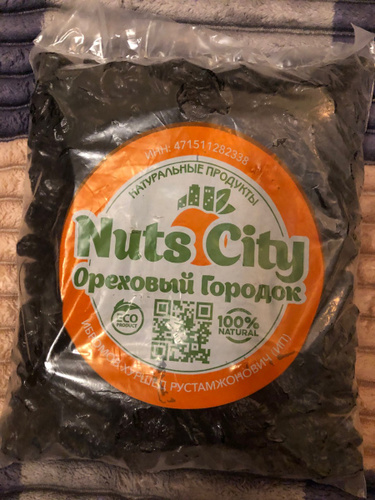 ИНН: 471511282338
НАТУРАЛЬНЫЕ ПРОДУКТЫ
Nuts City
Ореховый Городок
ECO
PRODUCT
100%
NATURAL
РУСТАМЖОНОВИЧ (ИП)